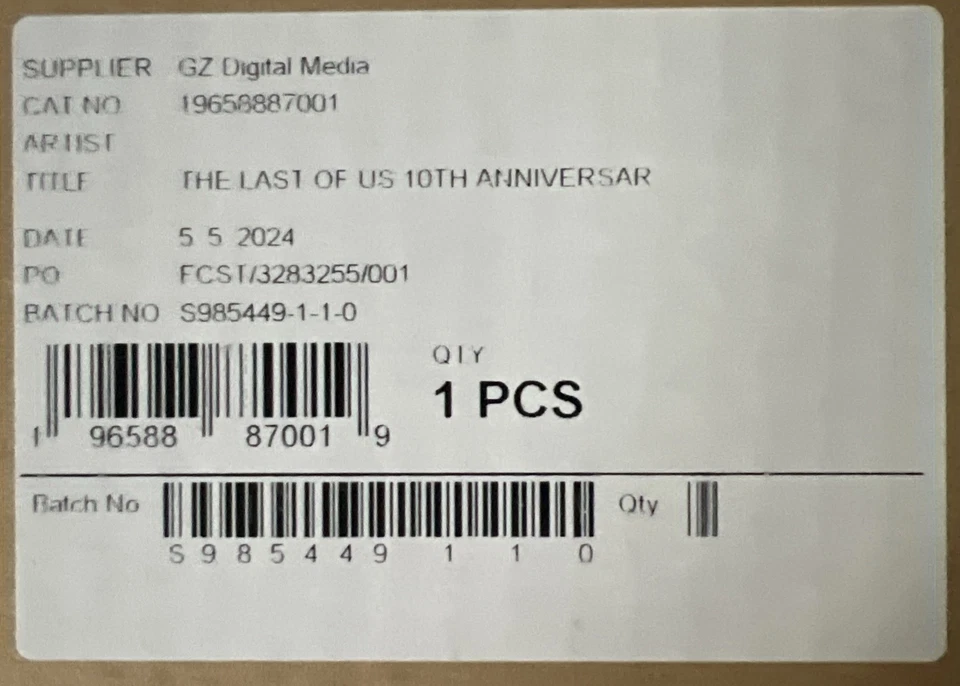 SUPPLIER GZ Digital Media
CAT NO 19658887001
ARTIST
TITLE THE LAST OF US 10TH ANNIVERSAR
DATE 5 5 2024
PO FCST/3283255/001
BATCH NO S985449-1-1-0
QTY
1 PCS
1 96588 87001 9
Batch No Qty
S 9 8 5 4 4 9 1 1 0